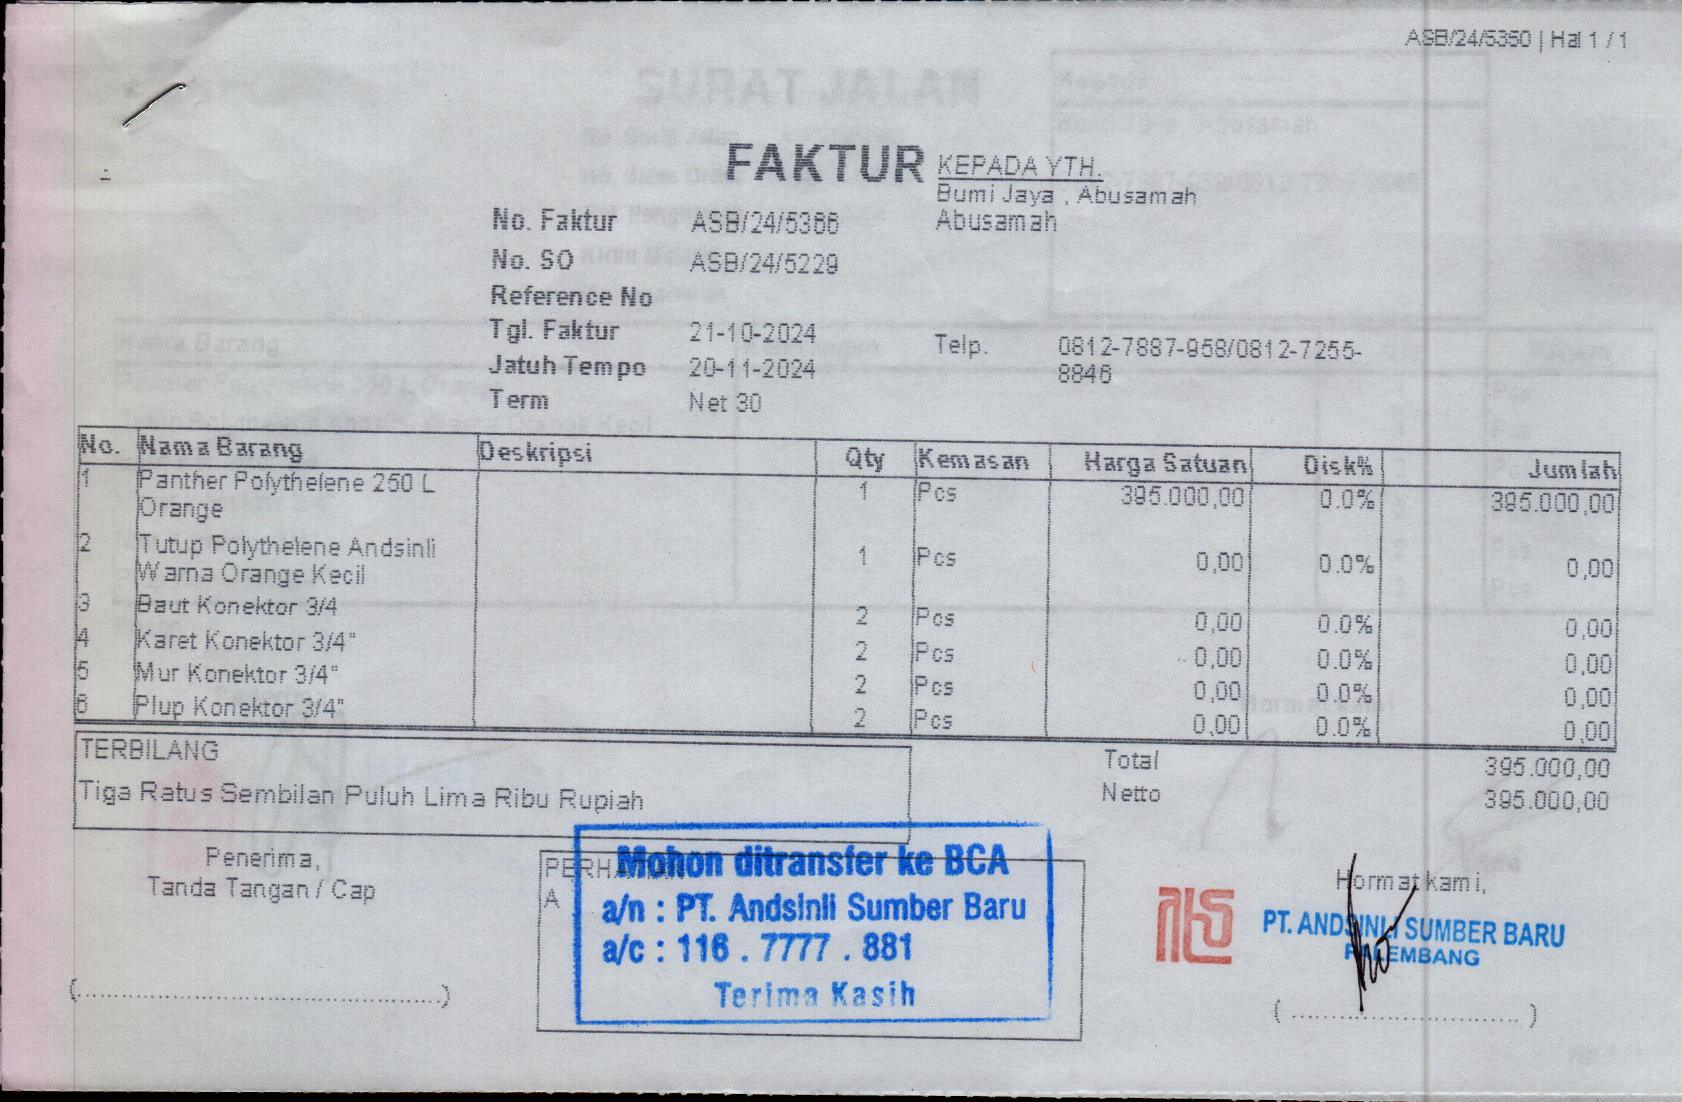 ASB/24/5350 | Hal 1 / 1
FAKTUR
KEPADA YTH.
Bumi Jaya , Abusamah
Abusamah
No. Faktur ASB/24/5366
No. SO ASB/24/5229
Reference No
Tgl. Faktur 21-10-2024
Jatuh Tempo 20-11-2024
Term Net 30
Telp. 0812-7887-958/0812-7255-
8846
No. Nama Barang Deskripsi Qty Kemasan Harga Satuan Disk% Jumlah
1 Panther Polythelene 250 L 1 Pcs 395.000,00 0.0% 395.000,00
Orange
2 Tutup Polythelene Andsinli 1 Pcs 0,00 0.0% 0,00
Warna Orange Kecil
3 Baut Konektor 3/4 2 Pcs 0,00 0.0% 0,00
4 Karet Konektor 3/4" 2 Pcs 0,00 0.0% 0,00
5 Mur Konektor 3/4" 2 Pcs 0,00 0.0% 0,00
6 Plup Konektor 3/4" 2 Pcs 0,00 0.0% 0,00
TERBILANG
Tiga Ratus Sembilan Puluh Lima Ribu Rupiah
Total 395.000,00
Netto 395.000,00
Penerima,
Tanda Tangan / Cap
PERHATIAN
A
Mohon ditransfer ke BCA
a/n : PT. Andsinli Sumber Baru
a/c : 116 . 7777 . 881
Terima Kasih
Hormat kami,
PT. ANDSINLI SUMBER BARU
PALEMBANG